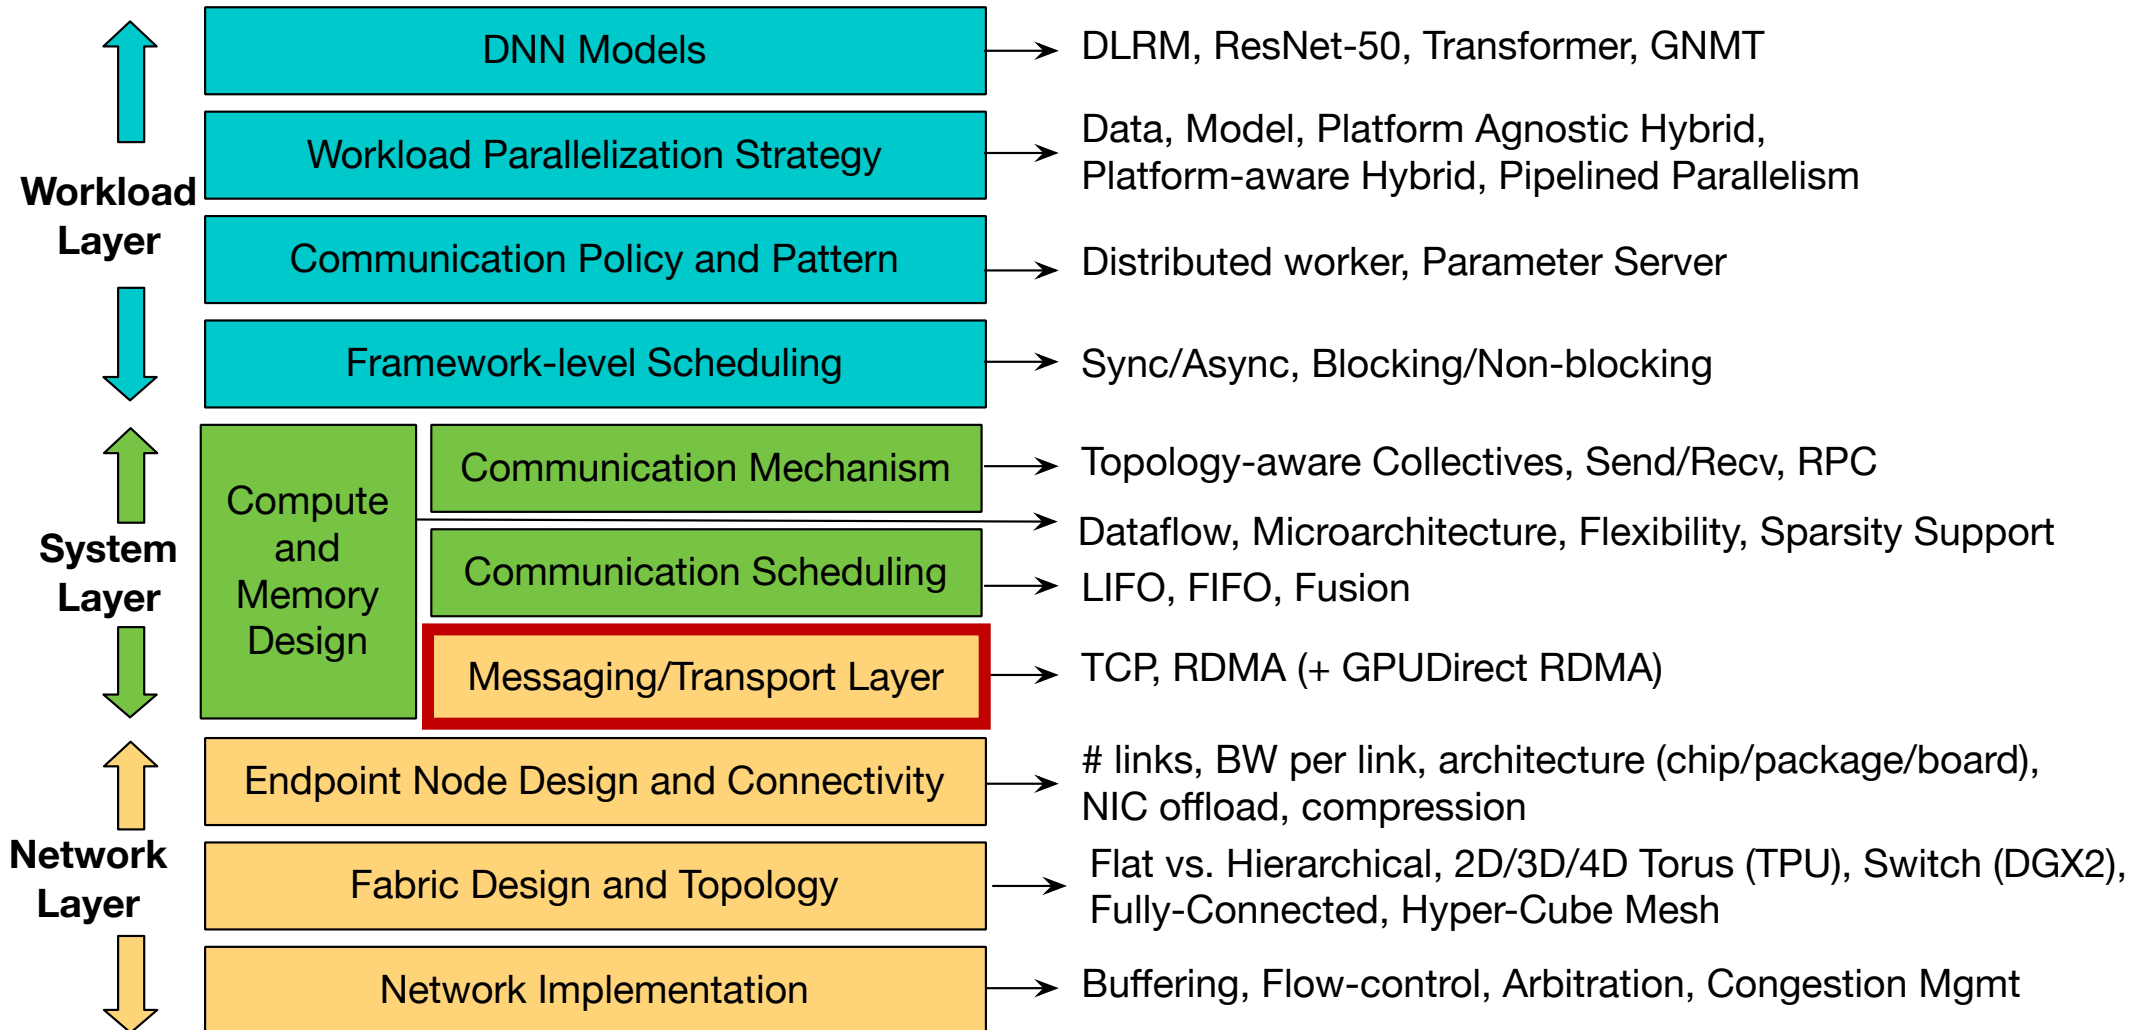 DNN Models
DLRM, ResNet-50, Transformer, GNMT
Workload Parallelization Strategy
Data, Model, Platform Agnostic Hybrid,
Platform-aware Hybrid, Pipelined Parallelism
Workload
Layer
Communication Policy and Pattern
Distributed worker, Parameter Server
Framework-level Scheduling
Sync/Async, Blocking/Non-blocking
System
Layer
Compute
and
Memory
Design
Communication Mechanism
Topology-aware Collectives, Send/Recv, RPC
Dataflow, Microarchitecture, Flexibility, Sparsity Support
Communication Scheduling
LIFO, FIFO, Fusion
Messaging/Transport Layer
TCP, RDMA (+ GPUDirect RDMA)
Network
Layer
Endpoint Node Design and Connectivity
# links, BW per link, architecture (chip/package/board),
NIC offload, compression
Fabric Design and Topology
Flat vs. Hierarchical, 2D/3D/4D Torus (TPU), Switch (DGX2),
Fully-Connected, Hyper-Cube Mesh
Network Implementation
Buffering, Flow-control, Arbitration, Congestion Mgmt